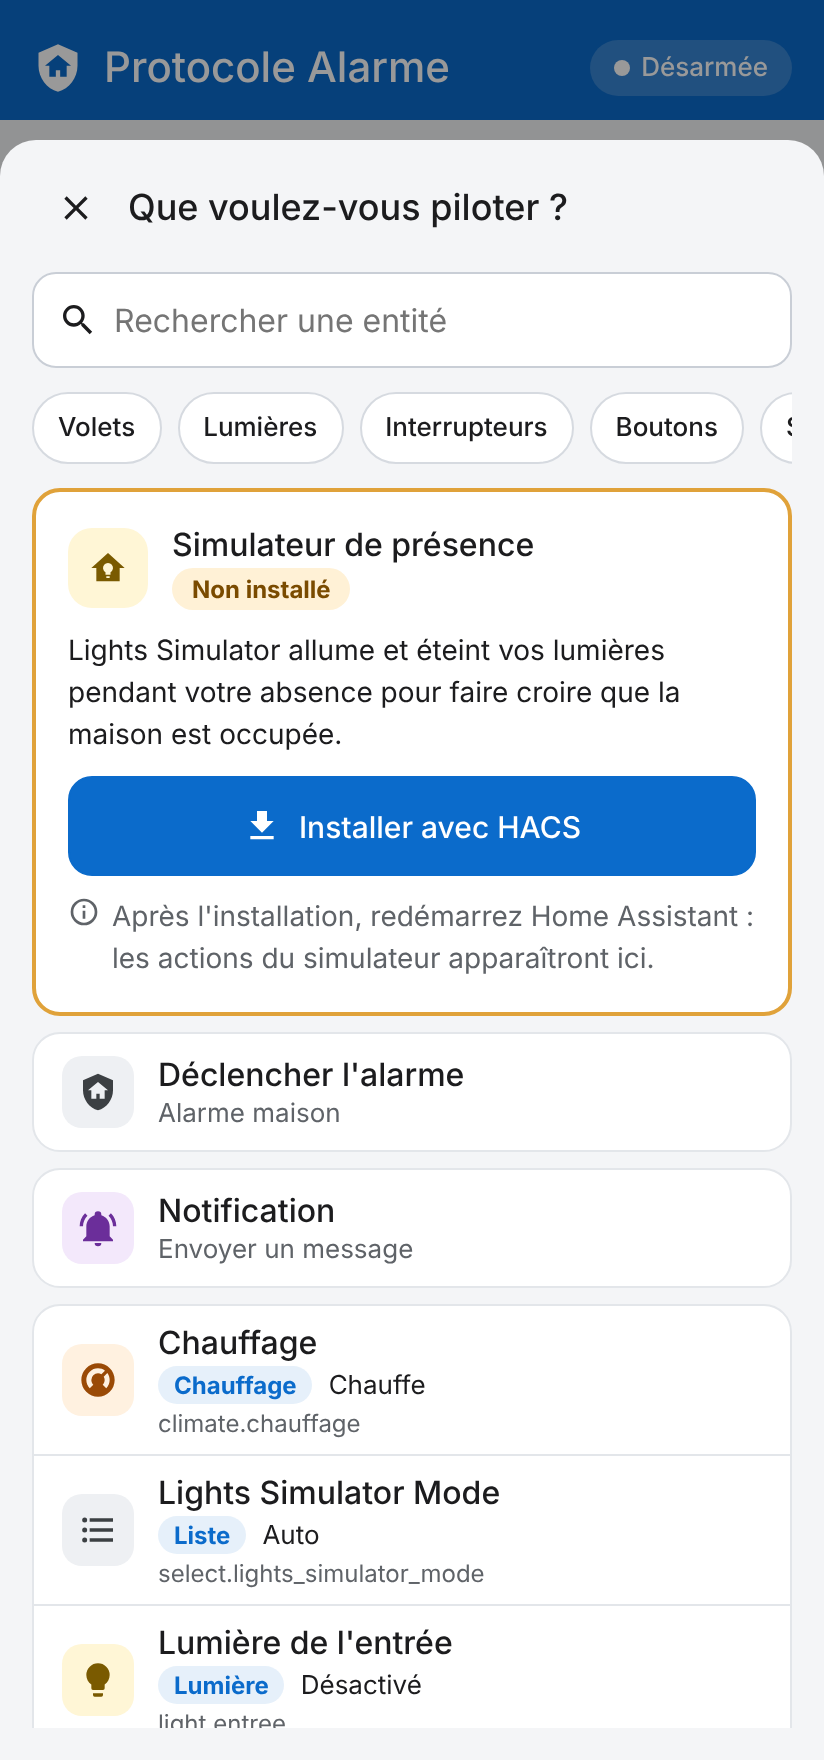 Protocole Alarme
Désarmée
Que voulez-vous piloter ?
Rechercher une entité
Volets
Lumières
Interrupteurs
Boutons
Simulateur de présence
Non installé
Lights Simulator allume et éteint vos lumières
pendant votre absence pour faire croire que la
maison est occupée.
Installer avec HACS
Après l'installation, redémarrez Home Assistant :
les actions du simulateur apparaîtront ici.
Déclencher l'alarme
Alarme maison
Notification
Envoyer un message
Chauffage
Chauffage Chauffe
climate.chauffage
Lights Simulator Mode
Liste Auto
select.lights_simulator_mode
Lumière de l'entrée
Lumière Désactivé
light.entree